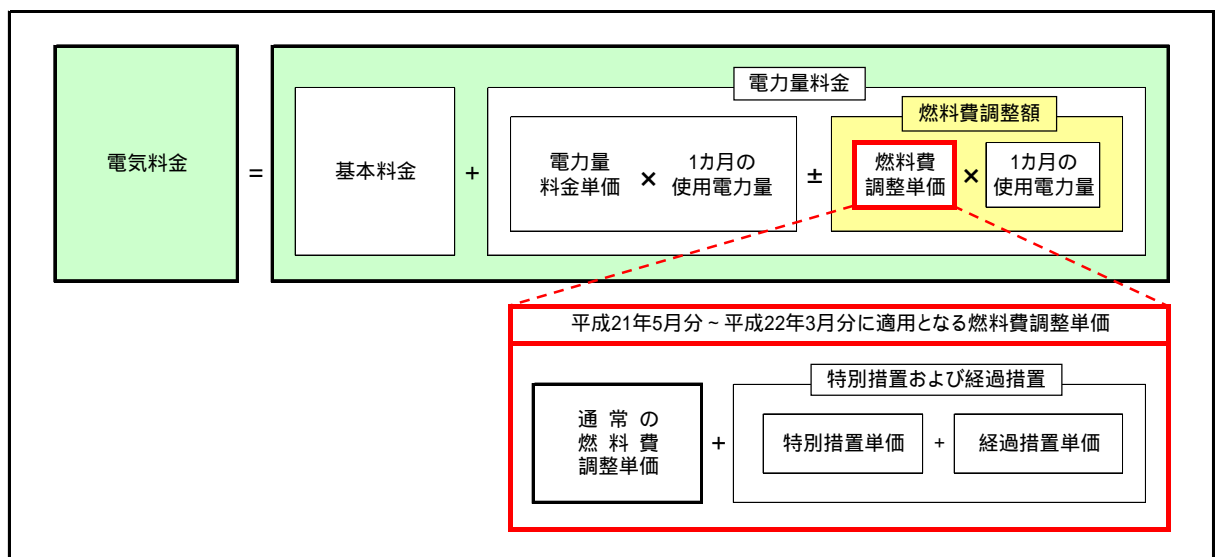 電力量料金
燃料費調整額
電気料金
=
基本料金
+
電力量
料金単価
×
1カ月の
使用電力量
±
燃料費
調整単価
×
1カ月の
使用電力量
平成21年5月分~平成22年3月分に適用となる燃料費調整単価
特別措置および経過措置
通常の
燃料費
調整単価
+
特別措置単価
+
経過措置単価